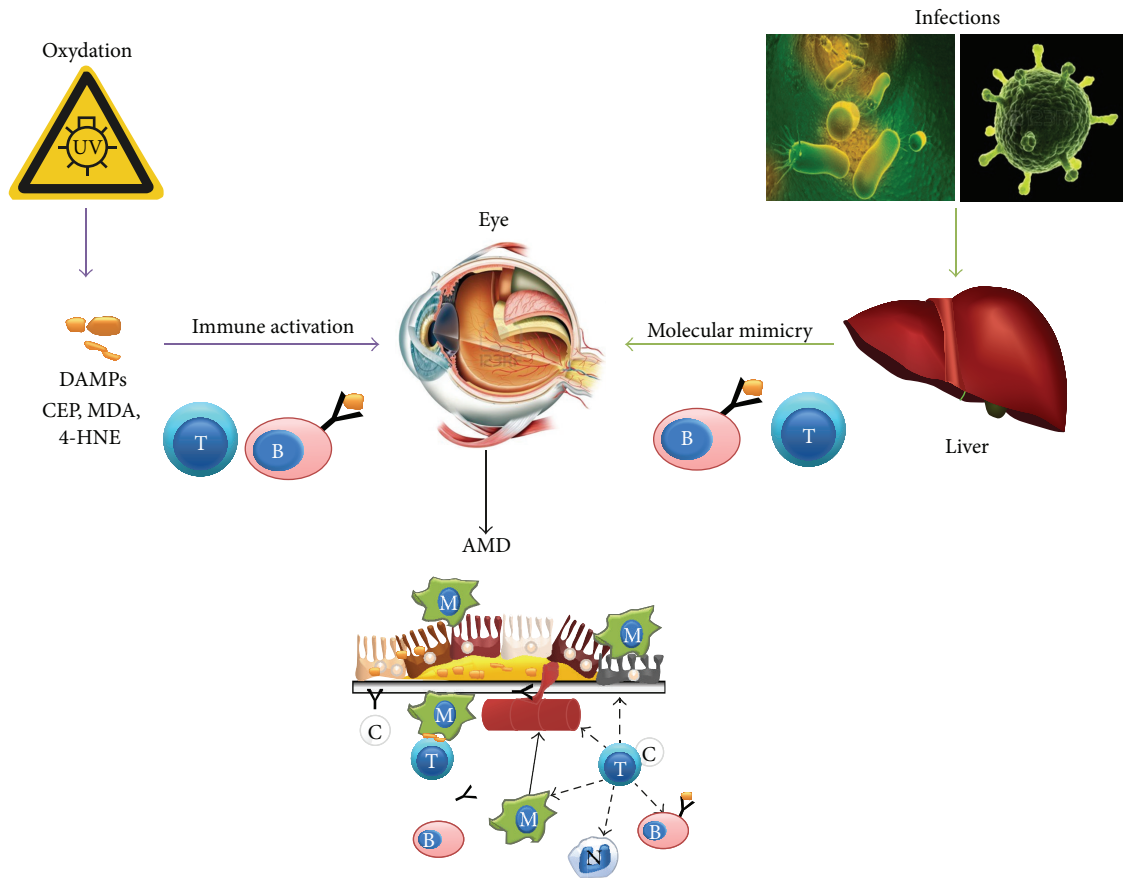 Oxydation
UV
Infections
Eye
Immune activation
Molecular mimicry
DAMPs
CEP, MDA,
4-HNE
T
B
B
T
Liver
AMD
M
M
M
C
T
C
T
M
B
B
N